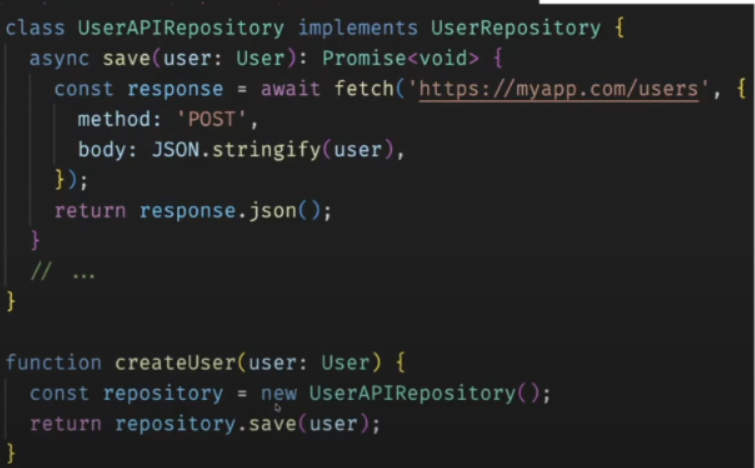 class UserAPIRepository implements UserRepository {
  async save(user: User): Promise<void> {
    const response = await fetch('https://myapp.com/users', {
      method: 'POST',
      body: JSON.stringify(user),
    });
    return response.json();
  }
  // ...
}

function createUser(user: User) {
  const repository = new UserAPIRepository();
  return repository.save(user);
}